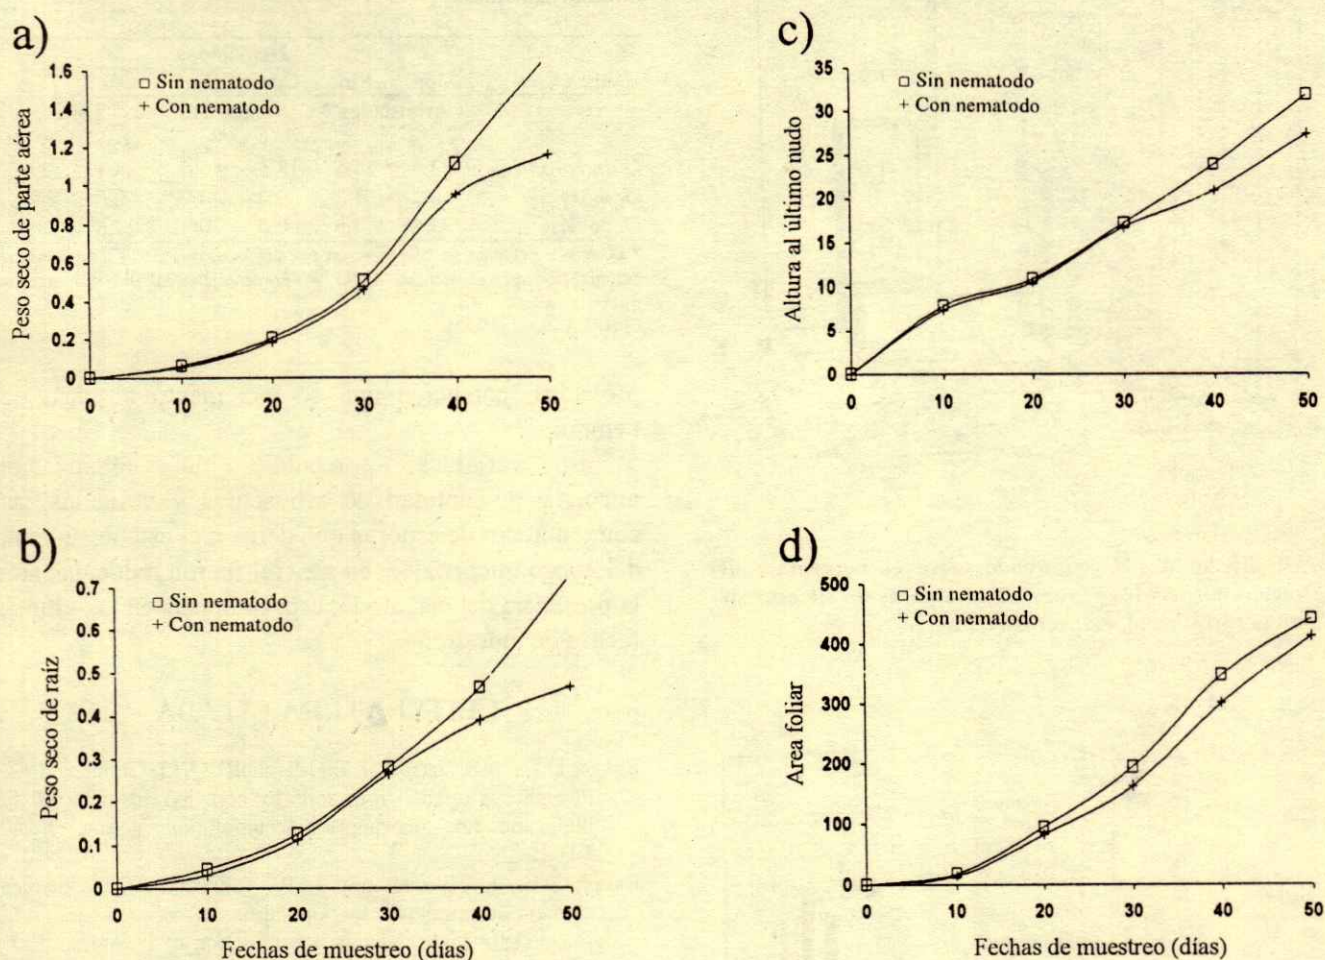 a)
Peso seco de parte aérea
1.6
1.4
1.2
1
0.8
0.6
0.4
0.2
0
□ Sin nematodo
+ Con nematodo
0 10 20 30 40 50
b)
Peso seco de raíz
0.7
0.6
0.5
0.4
0.3
0.2
0.1
0
□ Sin nematodo
+ Con nematodo
0 10 20 30 40 50
Fechas de muestreo (días)
c)
Altura al último nudo
35
30
25
20
15
10
5
0
□ Sin nematodo
+ Con nematodo
0 10 20 30 40 50
d)
Area foliar
500
400
300
200
100
0
□ Sin nematodo
+ Con nematodo
0 10 20 30 40 50
Fechas de muestreo (días)